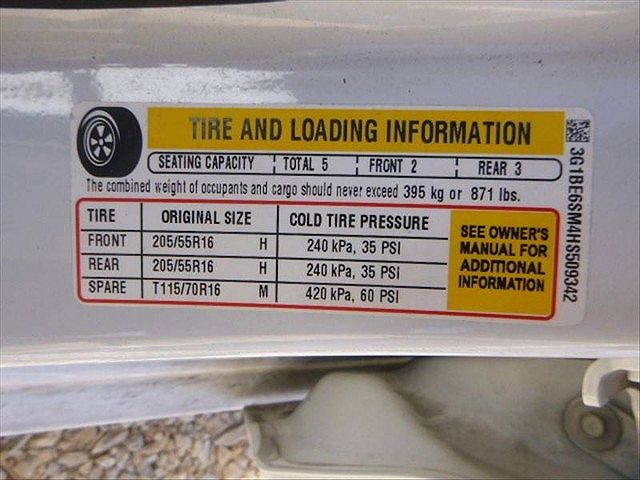 TIRE AND LOADING INFORMATION
SEATING CAPACITY TOTAL 5 FRONT 2 REAR 3
The combined weight of occupants and cargo should never exceed 395 kg or 871 lbs.
TIRE ORIGINAL SIZE COLD TIRE PRESSURE
FRONT 205/55R16 H 240 kPa, 35 PSI
REAR 205/55R16 H 240 kPa, 35 PSI
SPARE T115/70R16 M 420 kPa, 60 PSI
SEE OWNER'S
MANUAL FOR
ADDITIONAL
INFORMATION
3G1BE6SM4HS509342